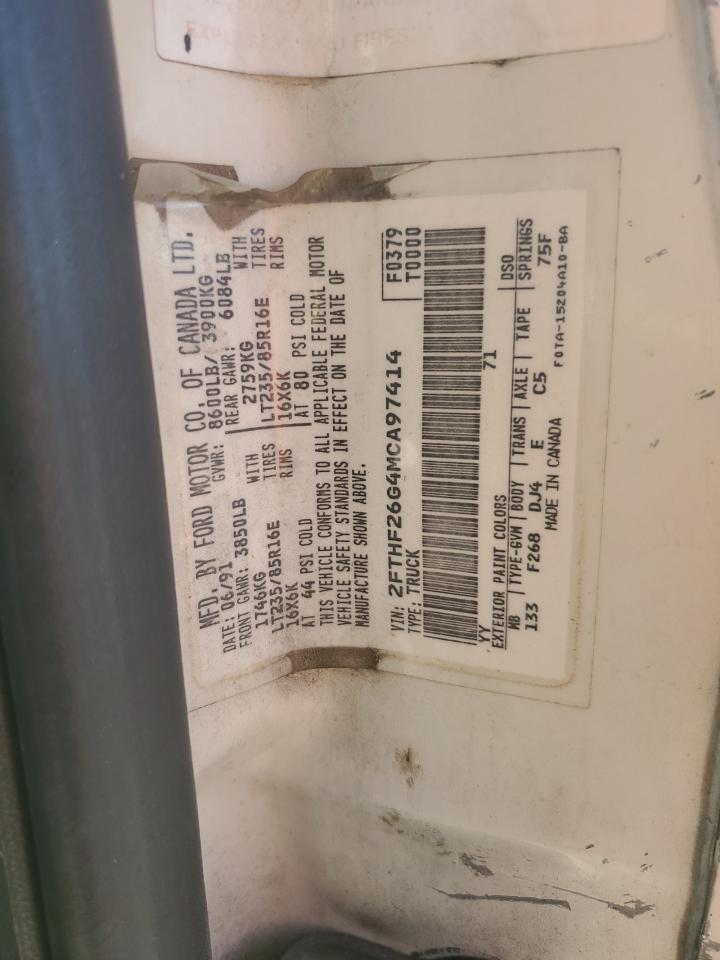 EXP FIRES
MFD. BY FORD MOTOR CO. OF CANADA LTD.
DATE: 06/91 GVWR: 8600LB/ 3900KG
FRONT GAWR: 3850LB REAR GAWR: 6084LB
1746KG WITH 2759KG WITH
LT235/85R16E TIRES LT235/85R16E TIRES
16X6K RIMS 16X6K RIMS
AT 44 PSI COLD AT 80 PSI COLD
THIS VEHICLE CONFORMS TO ALL APPLICABLE FEDERAL MOTOR
VEHICLE SAFETY STANDARDS IN EFFECT ON THE DATE OF
MANUFACTURE SHOWN ABOVE.
VIN: 2FTHF26G4MCA97414 F0379
TYPE: TRUCK T0000
YY 71
EXTERIOR PAINT COLORS DSO
WB TYPE-GVW BODY TRANS AXLE TAPE SPRINGS
133 F268 DJ4 E C5 75F
MADE IN CANADA F0TA-15204A10-BA